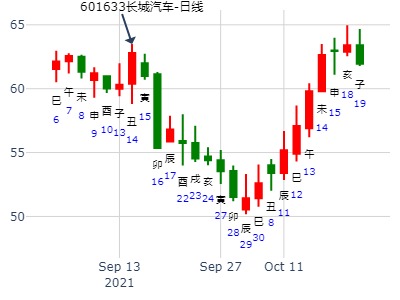 601633长城汽车-日线
65
60
55
50
巳 6
午 7
未 8
申 9
酉 10
子 13
丑 14
寅 15
卯 16
辰 17
酉 22
戌 23
亥 24
寅 27
卯 28
辰 29
巳 30
丑 8
辰 11
巳 12
午 13
未 14
申 15
亥 18
子 19
Sep 13
2021
Sep 27
Oct 11